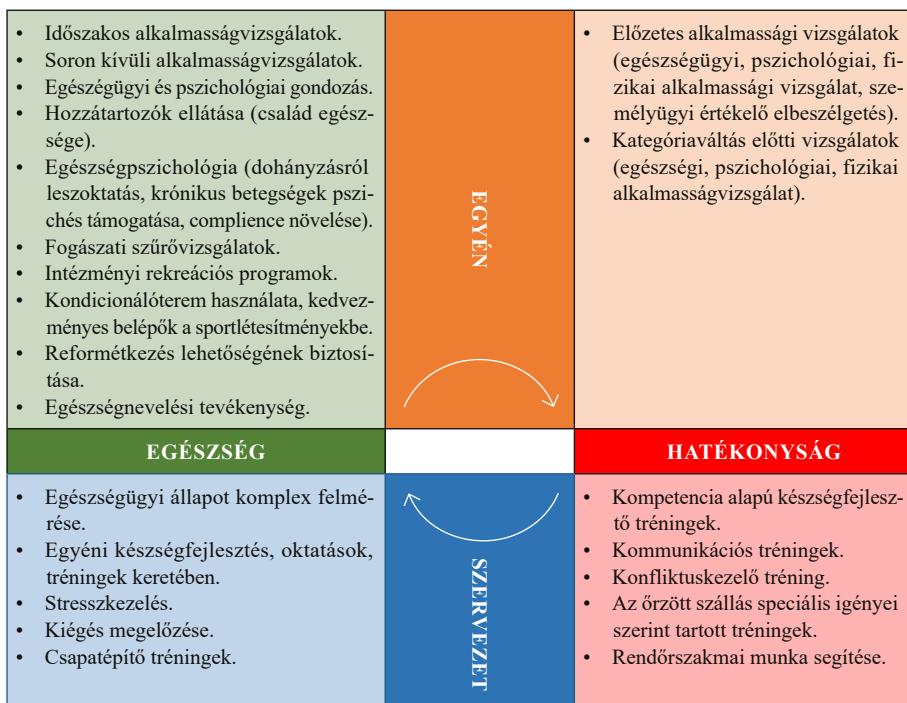 • Időszakos alkalmasságvizsgálatok.
• Soron kívüli alkalmasságvizsgálatok.
• Egészégügyi és pszichológiai gondozás.
• Hozzátartozók ellátása (család egész-
sége).
• Egészségpszichológia (dohányzásról
leszoktatás, krónikus betegségek pszi-
chés támogatása, complience növelése).
• Fogászati szűrővizsgálatok.
• Intézményi rekreációs programok.
• Kondicionálóterem használata, kedvez-
ményes belépők a sportlétesítményekbe.
• Reformétkezés lehetőségének biztosí-
tása.
• Egészségnevelési tevékenység.
EGYÉN
• Előzetes alkalmassági vizsgálatok
(egészségügyi, pszichológiai, fi-
zikai alkalmassági vizsgálat, sze-
mélyügyi értékelő elbeszélgetés).
• Kategóriaváltás előtti vizsgálatok
(egészségi, pszichológiai, fizikai
alkalmasságvizsgálat).
EGÉSZSÉG
HATÉKONYSÁG
• Egészségügyi állapot komplex felmé-
rése.
• Egyéni készségfejlesztés, oktatások,
tréningek keretében.
• Stresszkezelés.
• Kiégés megelőzése.
• Csapatépítő tréningek.
SZERVEZET
• Kompetencia alapú készségfejlesz-
tő tréningek.
• Kommunikációs tréningek.
• Konfliktuskezelő tréning.
• Az őrzött szállás speciális igényei
szerint tartott tréningek.
• Rendőrszakmai munka segítése.